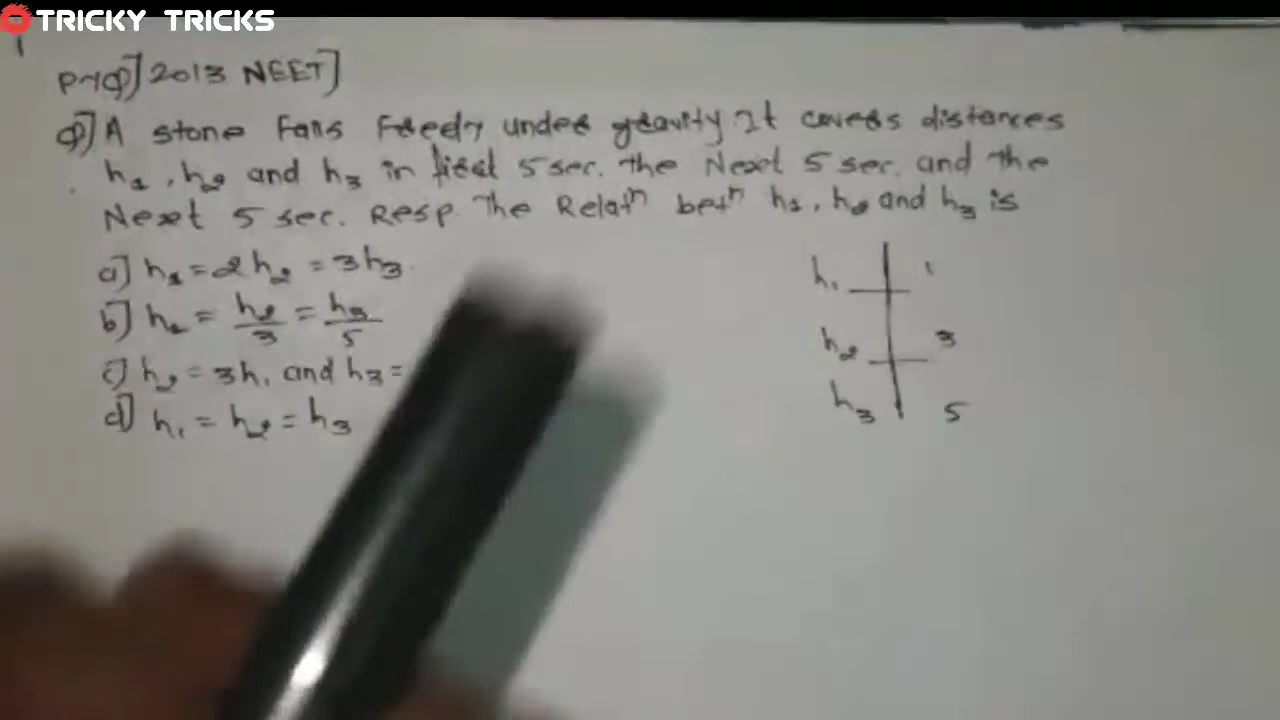 TRICKY TRICKS
PYQ] 2013 NEET]
Q] A stone falls freely under gravity It covers distances
h1, h2 and h3 in first 5 sec. the Next 5 sec. and the
Next 5 sec. Resp. The Relatn betn h1, h2 and h3 is
a] h1 = 2h2 = 3h3
b] h1 = h2/3 = h3/5
c] h2 = 3h1 and h3 =
d] h1 = h2 = h3
h1 1
h2 3
h3 5